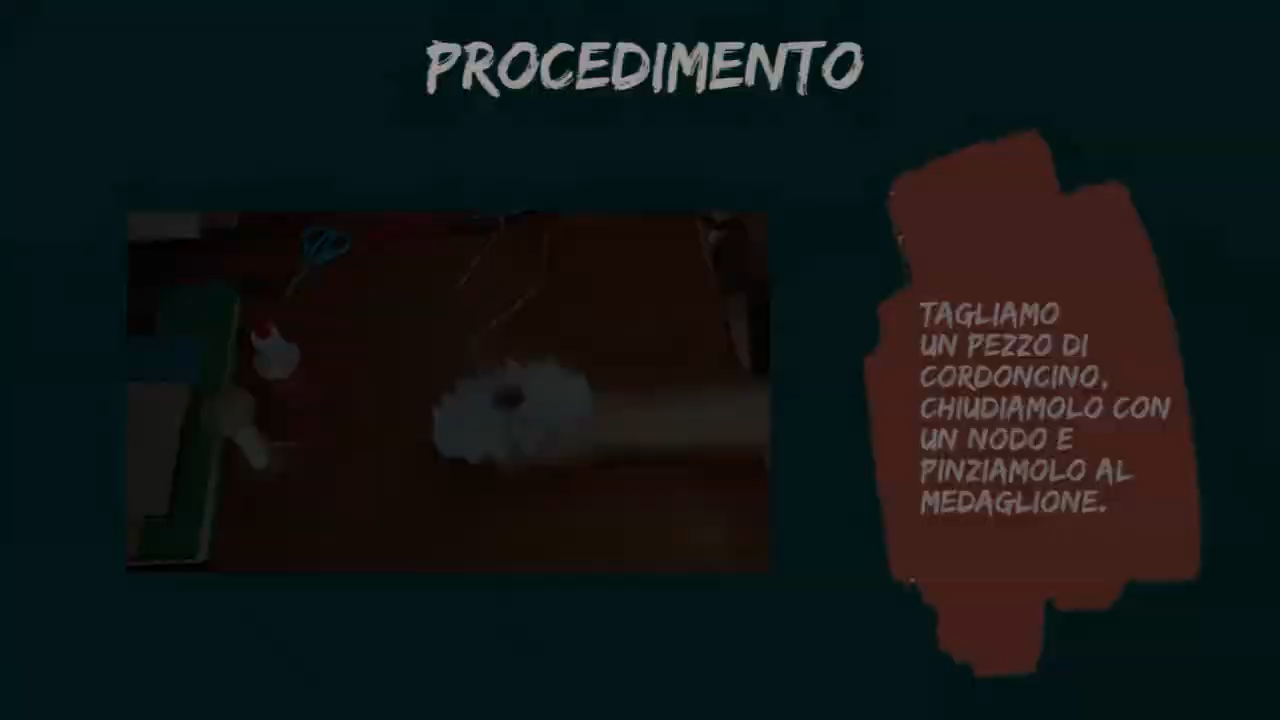 PROCEDIMENTO
TAGLIAMO
UN PEZZO DI
CORDONCINO,
CHIUDIAMOLO CON
UN NODO E
PINZIAMOLO AL
MEDAGLIONE.